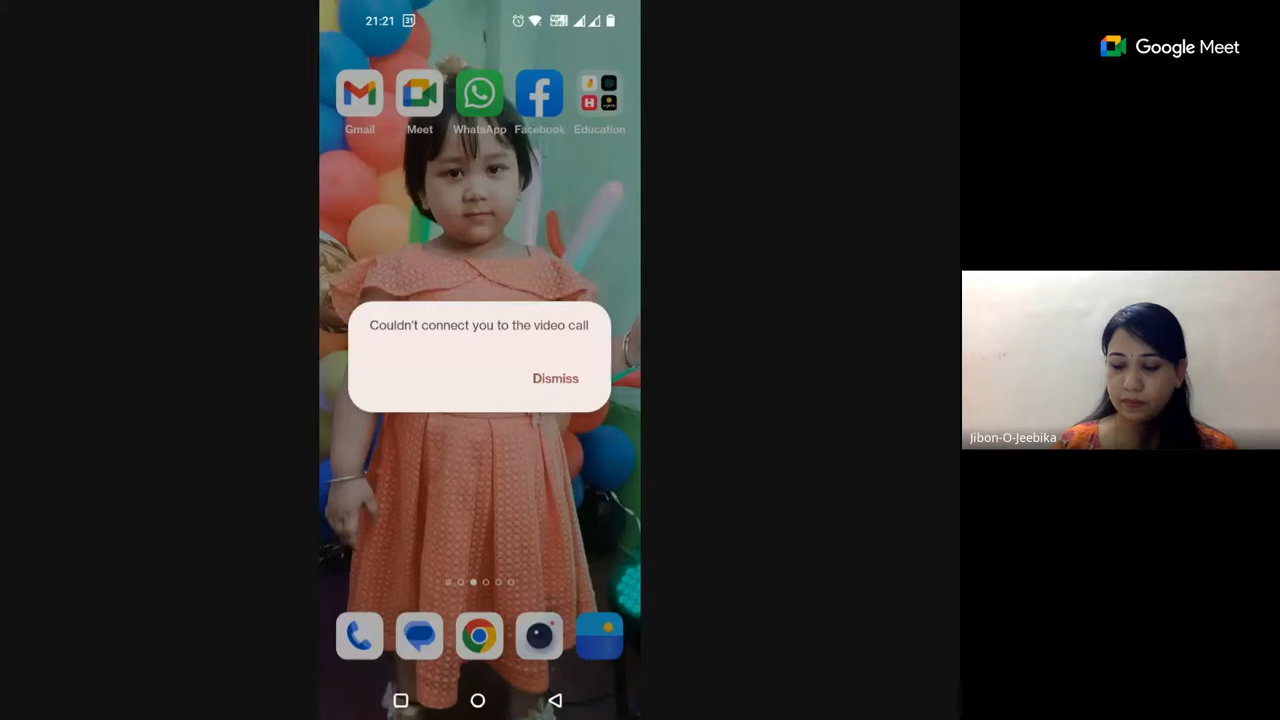 21:21
31
Google Meet
Gmail
Meet
WhatsApp
Facebook
Education
Couldn't connect you to the video call
Dismiss
Jibon-O-Jeebika